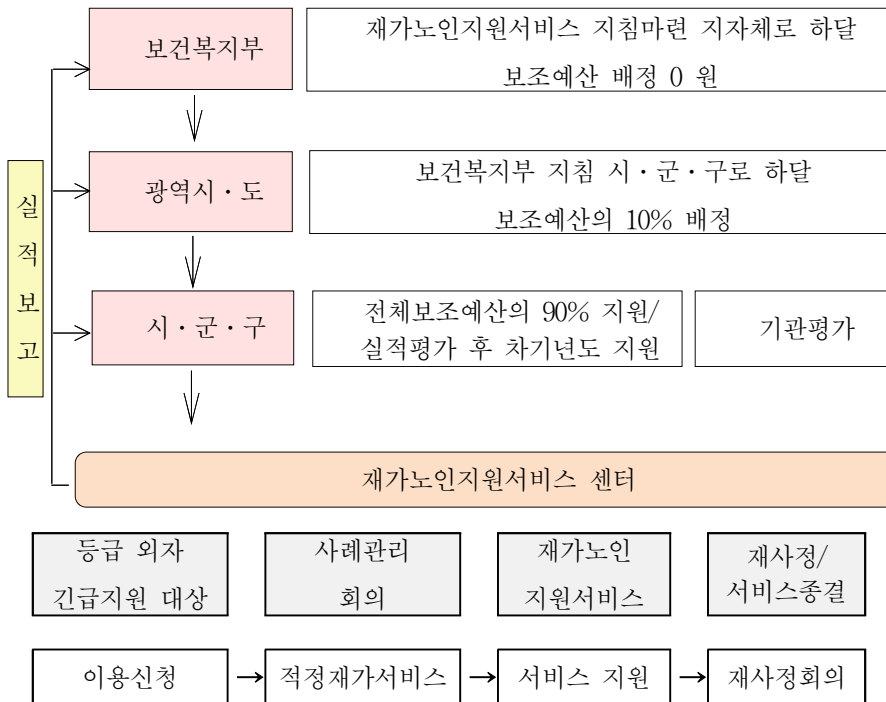 보건복지부
재가노인지원서비스 지침마련 지자체로 하달
보조예산 배정 0 원
광역시·도
보건복지부 지침 시·군·구로 하달
보조예산의 10% 배정
실적보고
시·군·구
전체보조예산의 90% 지원/
실적평가 후 차기년도 지원
기관평가
재가노인지원서비스 센터
등급 외자
긴급지원 대상
사례관리
회의
재가노인
지원서비스
재사정/
서비스종결
이용신청
적정재가서비스
서비스 지원
재사정회의